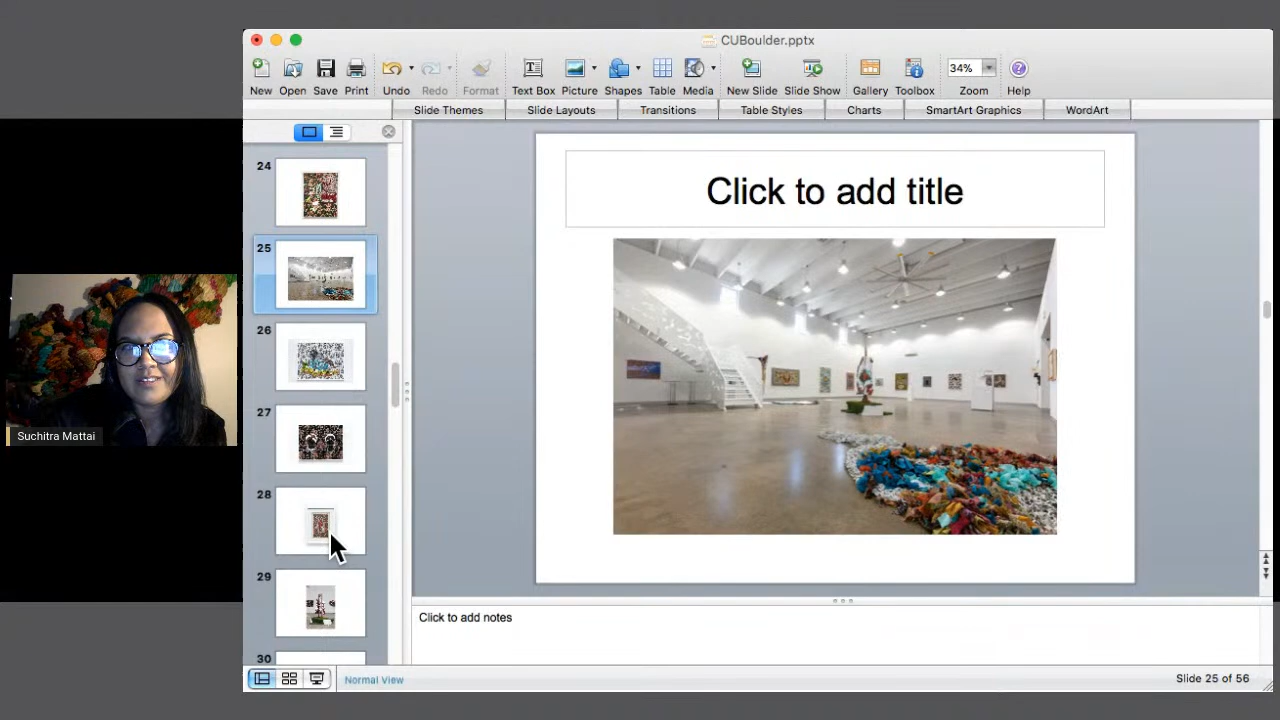 CUBoulder.pptx
New Open Save Print Undo Redo Format Text Box Picture Shapes Table Media New Slide Slide Show Gallery Toolbox 34% Zoom Help
Slide Themes Slide Layouts Transitions Table Styles Charts SmartArt Graphics WordArt
24
25
26
27
28
29
30
Click to add title
Suchitra Mattai
Click to add notes
Normal View
Slide 25 of 56